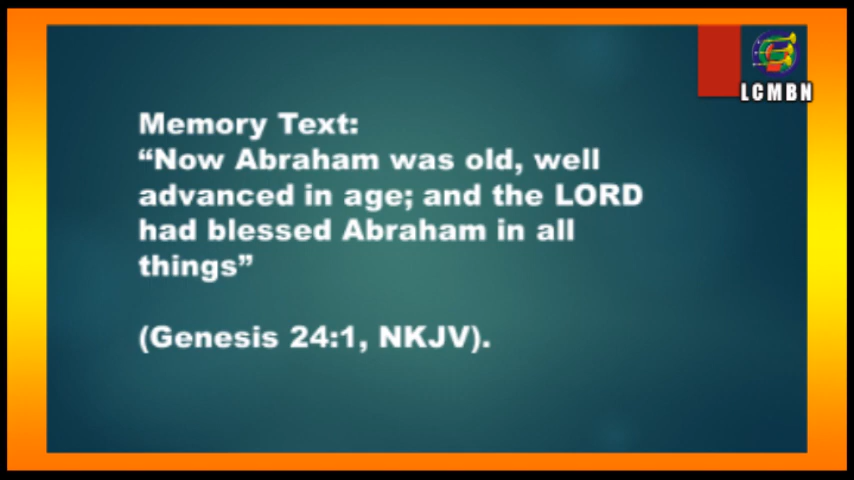 LCMBN
Memory Text:
“Now Abraham was old, well
advanced in age; and the LORD
had blessed Abraham in all
things”
(Genesis 24:1, NKJV).